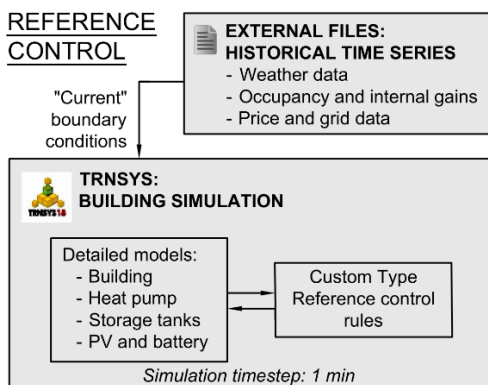 REFERENCE
CONTROL
EXTERNAL FILES:
HISTORICAL TIME SERIES
- Weather data
- Occupancy and internal gains
- Price and grid data
"Current"
boundary
conditions
TRNSYS:
BUILDING SIMULATION
TRNSYS18
Detailed models:
- Building
- Heat pump
- Storage tanks
- PV and battery
Custom Type
Reference control
rules
Simulation timestep: 1 min